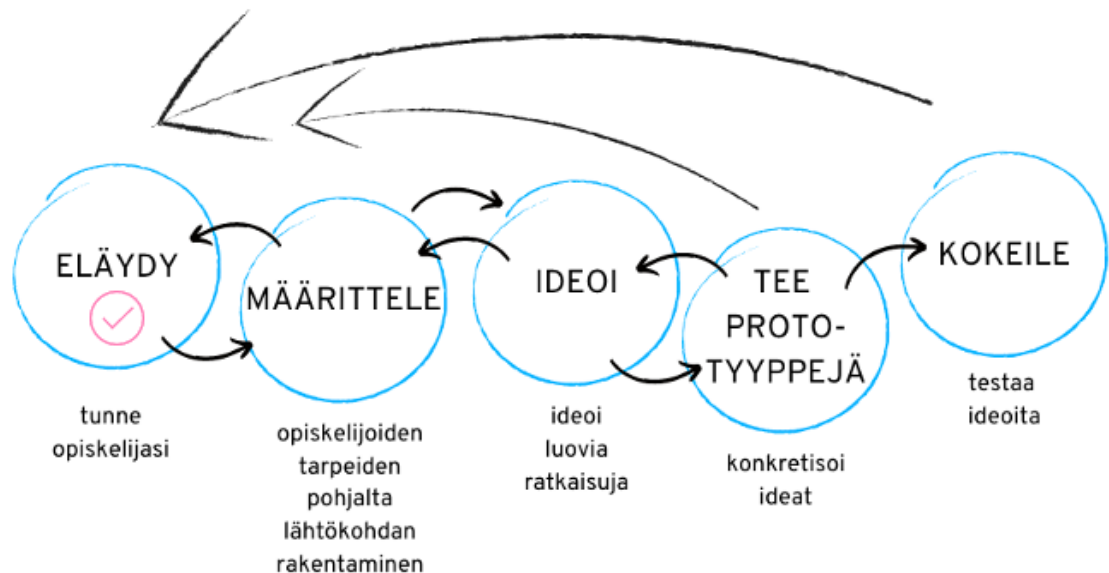 ELÄYDY
tunne
opiskelijasi
MÄÄRITTELE
opiskelijoiden
tarpeiden
pohjalta
lähtökohdan
rakentaminen
IDEOI
ideoi
luovia
ratkaisuja
TEE
PROTO-
TYYPPEJÄ
konkretisoi
ideat
KOKEILE
testaa
ideoita